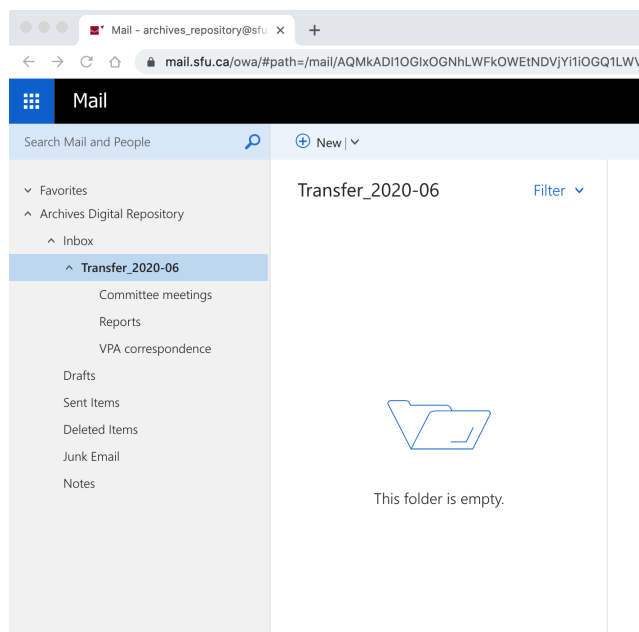 Mail - archives_repository@sfu
mail.sfu.ca/owa/#path=/mail/AQMkADI1OGIxOGNhLWFkOWEtNDVjYi1iOGQ1LWV
Mail
Search Mail and People
New
Transfer_2020-06
Filter
Favorites
Archives Digital Repository
Inbox
Transfer_2020-06
Committee meetings
Reports
VPA correspondence
Drafts
Sent Items
Deleted Items
Junk Email
Notes
This folder is empty.